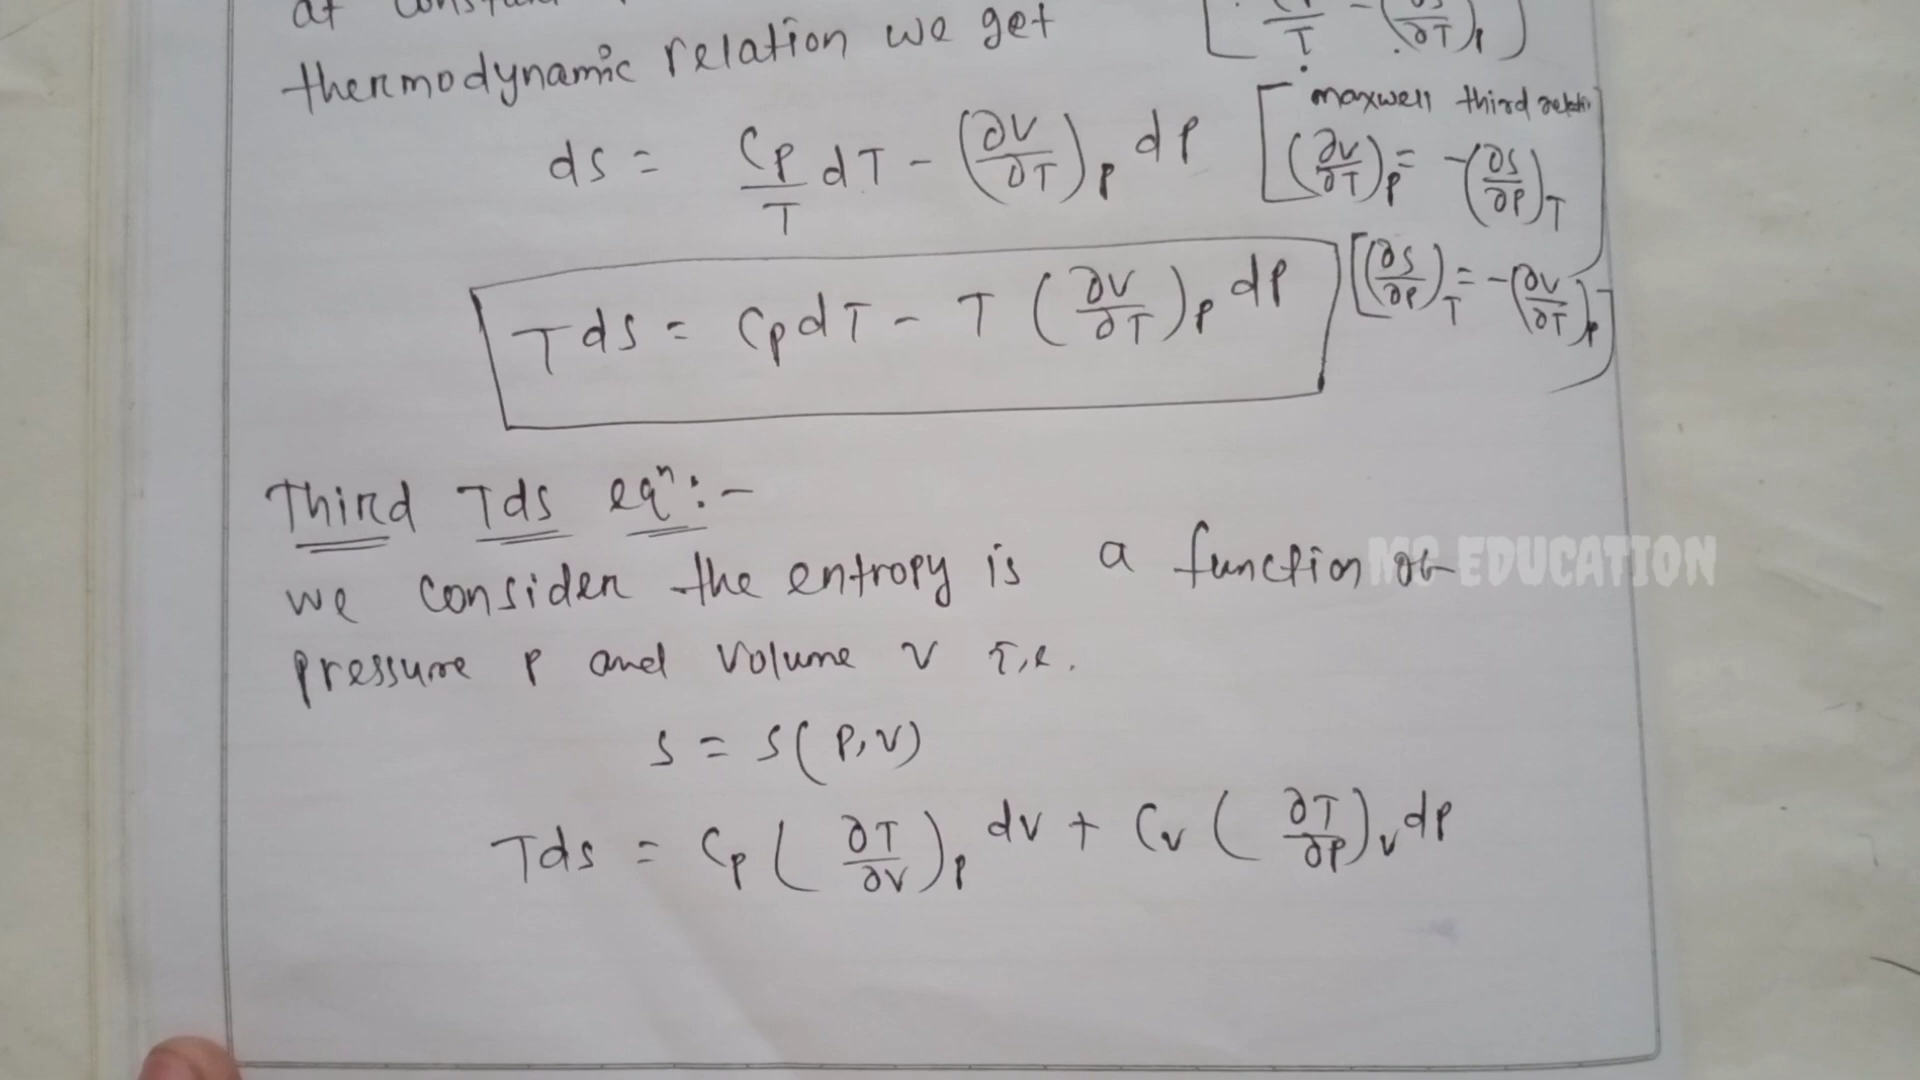 at
thermodynamic relation we get
ds = Cp/T dT - (∂V/∂T)p dP
[maxwell third
(∂V/∂T)p = -(∂S/∂P)T
Tds = CpdT - T (∂V/∂T)p dP
[(∂S/∂P)T = -(∂V/∂T)p]
Third Tds eqⁿ:-
we consider the entropy is a function of
MG EDUCATION
pressure P and volume V i.e.
S = S(P,V)
Tds = Cp (∂T/∂V)p dV + Cv (∂T/∂P)v dP